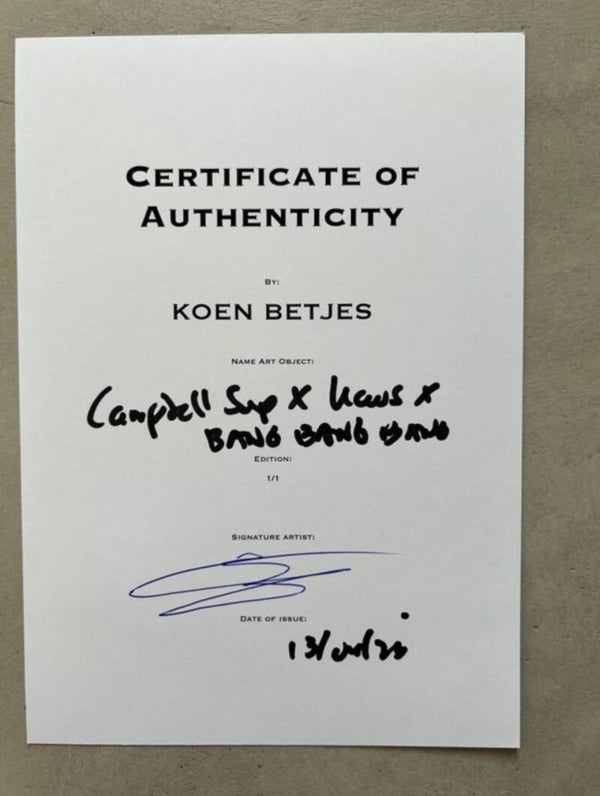 CERTIFICATE OF
AUTHENTICITY
BY:
KOEN BETJES
NAME ART OBJECT:
Campbell Sup X Kaws X
BANG BANG BANG
EDITION:
1/1
SIGNATURE ARTIST:
DATE OF ISSUE: